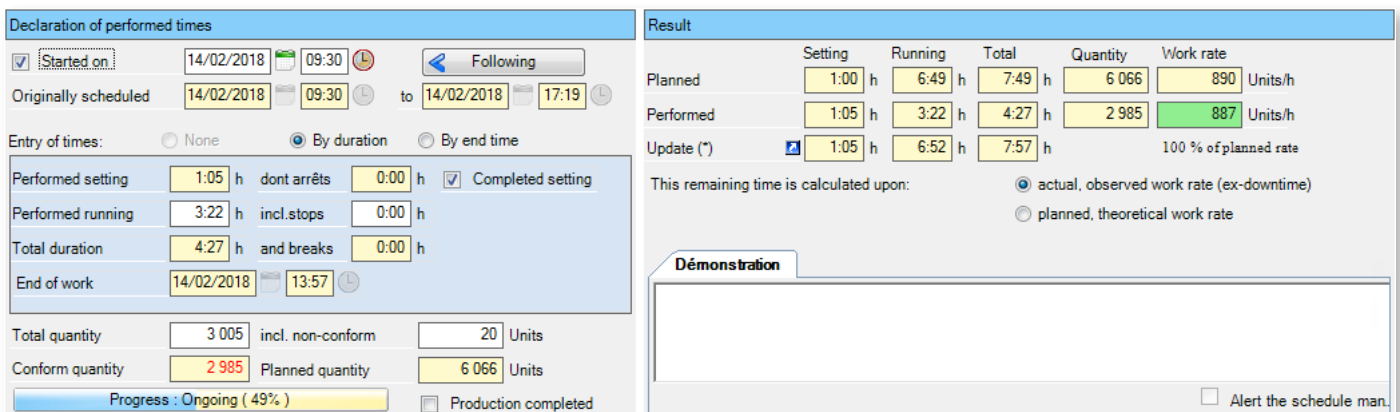 Declaration of performed times
Started on 14/02/2018 09:30 Following
Originally scheduled 14/02/2018 09:30 to 14/02/2018 17:19
Entry of times: None By duration By end time
Performed setting 1:05 h dont arrêts 0:00 h Completed setting
Performed running 3:22 h incl.stops 0:00 h
Total duration 4:27 h and breaks 0:00 h
End of work 14/02/2018 13:57
Total quantity 3 005 incl. non-conform 20 Units
Conform quantity 2 985 Planned quantity 6 066 Units
Progress : Ongoing ( 49% ) Production completed
Result
Setting Running Total Quantity Work rate
Planned 1:00 h 6:49 h 7:49 h 6 066 890 Units/h
Performed 1:05 h 3:22 h 4:27 h 2 985 887 Units/h
Update (*) 1:05 h 6:52 h 7:57 h 100 % of planned rate
This remaining time is calculated upon: actual, observed work rate (ex-downtime)
planned, theoretical work rate
Démonstration
Alert the schedule man.